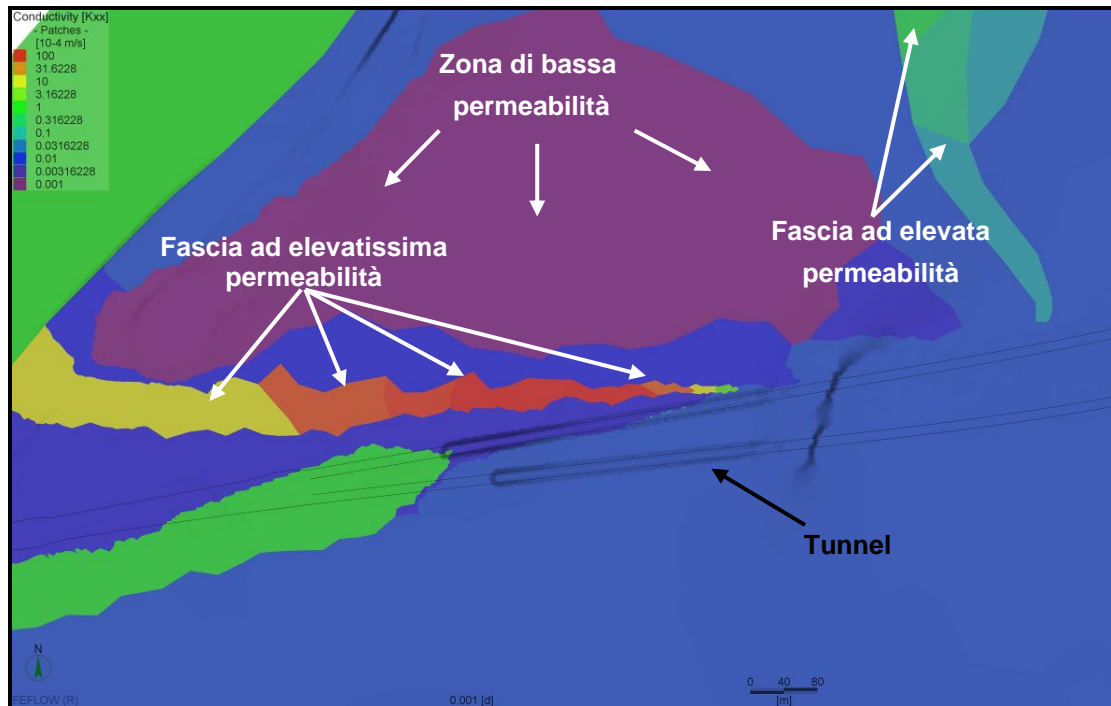 Conductivity [Kxx]
- Patches -
[10-4 m/s]
100
31.6228
10
3.16228
1
0.316228
0.1
0.0316228
0.01
0.00316228
0.001
Zona di bassa
permeabilità
Fascia ad elevatissima
permeabilità
Fascia ad elevata
permeabilità
Tunnel
N
FEFLOW (R)
0.001 [d]
0 40 80
[m]